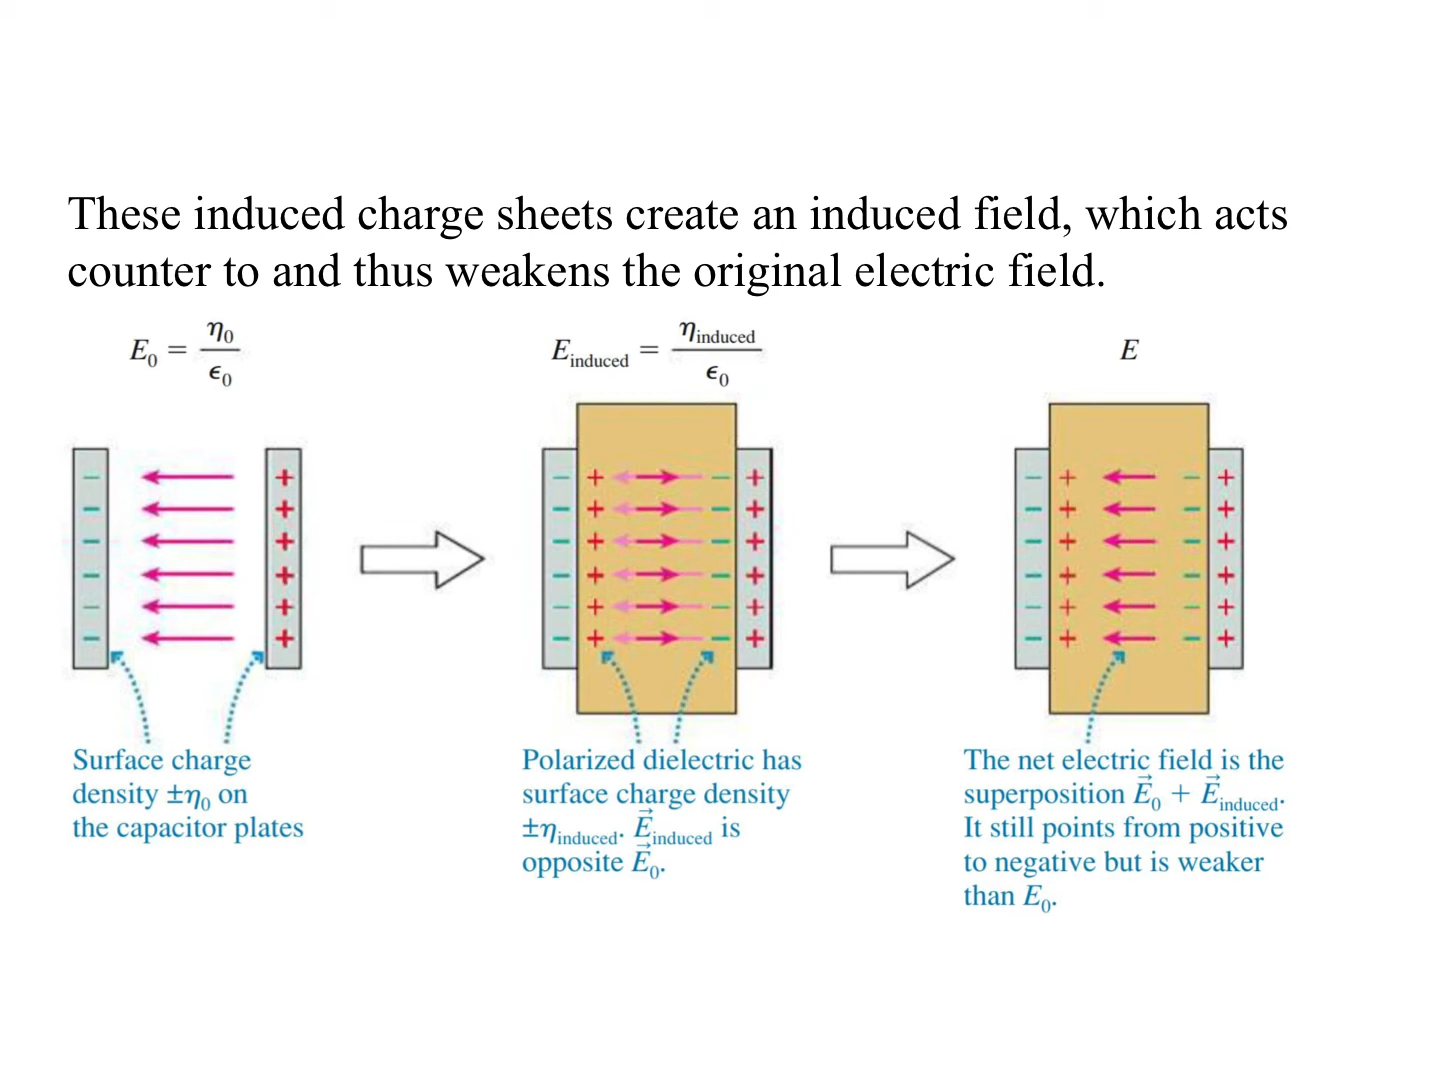 These induced charge sheets create an induced field, which acts
counter to and thus weakens the original electric field.
E₀ = η₀/ϵ₀
E_induced = η_induced/ϵ₀
E
Surface charge
density ±η₀ on
the capacitor plates
Polarized dielectric has
surface charge density
±η_induced. E⃗_induced is
opposite E⃗₀.
The net electric field is the
superposition E⃗₀ + E⃗_induced.
It still points from positive
to negative but is weaker
than E₀.